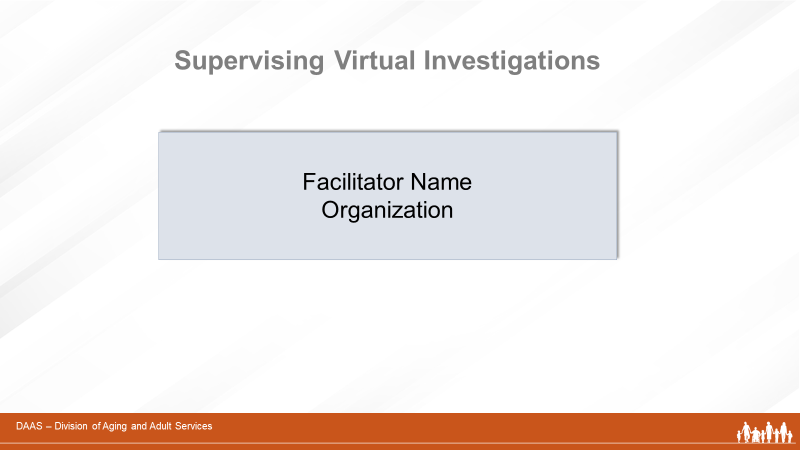 Supervising Virtual Investigations
Facilitator Name
Organization
DAAS – Division of Aging and Adult Services